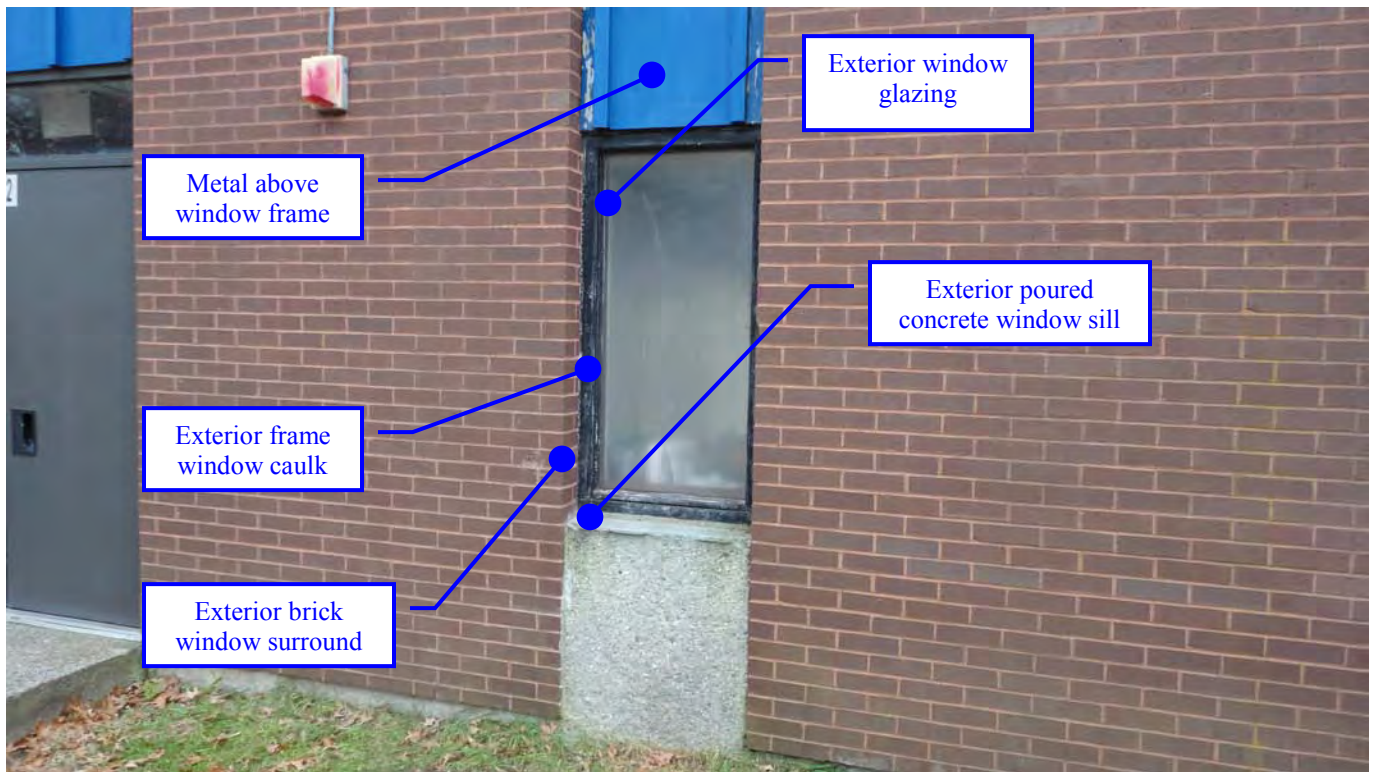 Exterior window
glazing
Metal above
window frame
2
Exterior poured
concrete window sill
Exterior frame
window caulk
Exterior brick
window surround